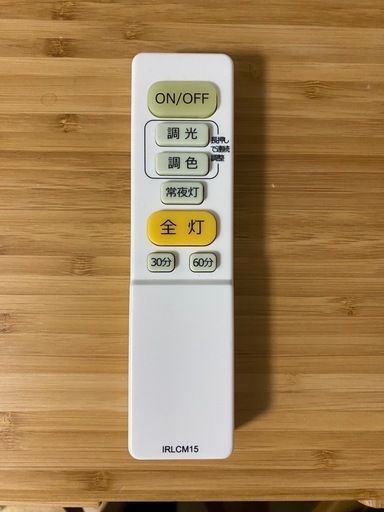 ON/OFF
調光
調色
長押し
で連続
調整
常夜灯
全灯
30分
60分
IRLCM15